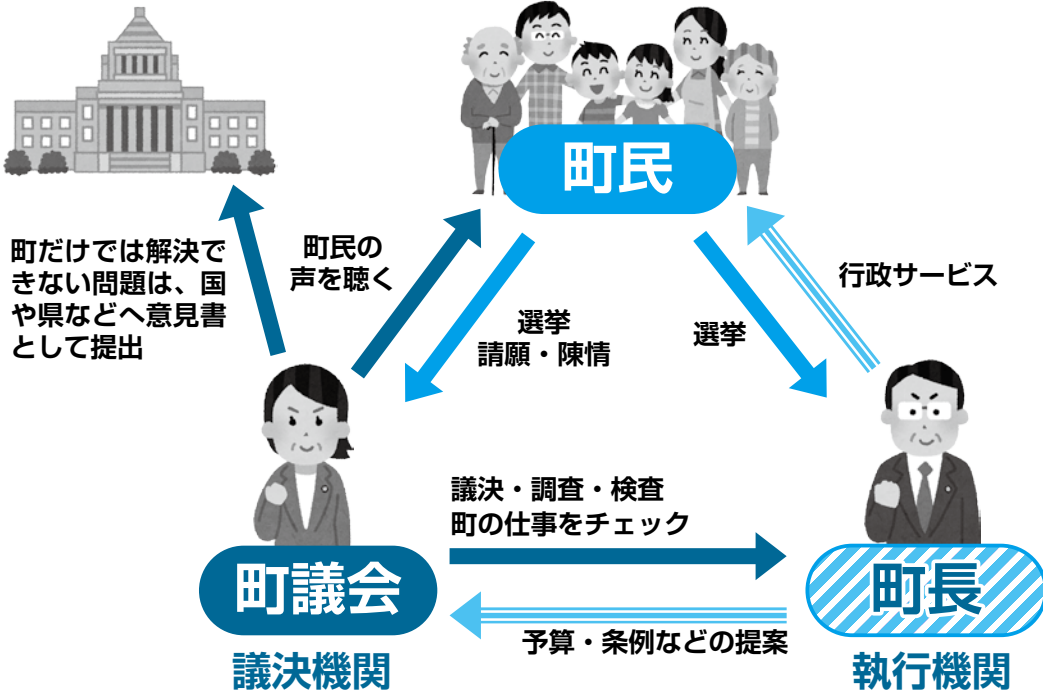 町民
町だけでは解決で
きない問題は、国
や県などへ意見書
として提出
町民の
声を聴く
選挙
請願・陳情
選挙
行政サービス
議決・調査・検査
町の仕事をチェック
町議会
議決機関
予算・条例などの提案
町長
執行機関